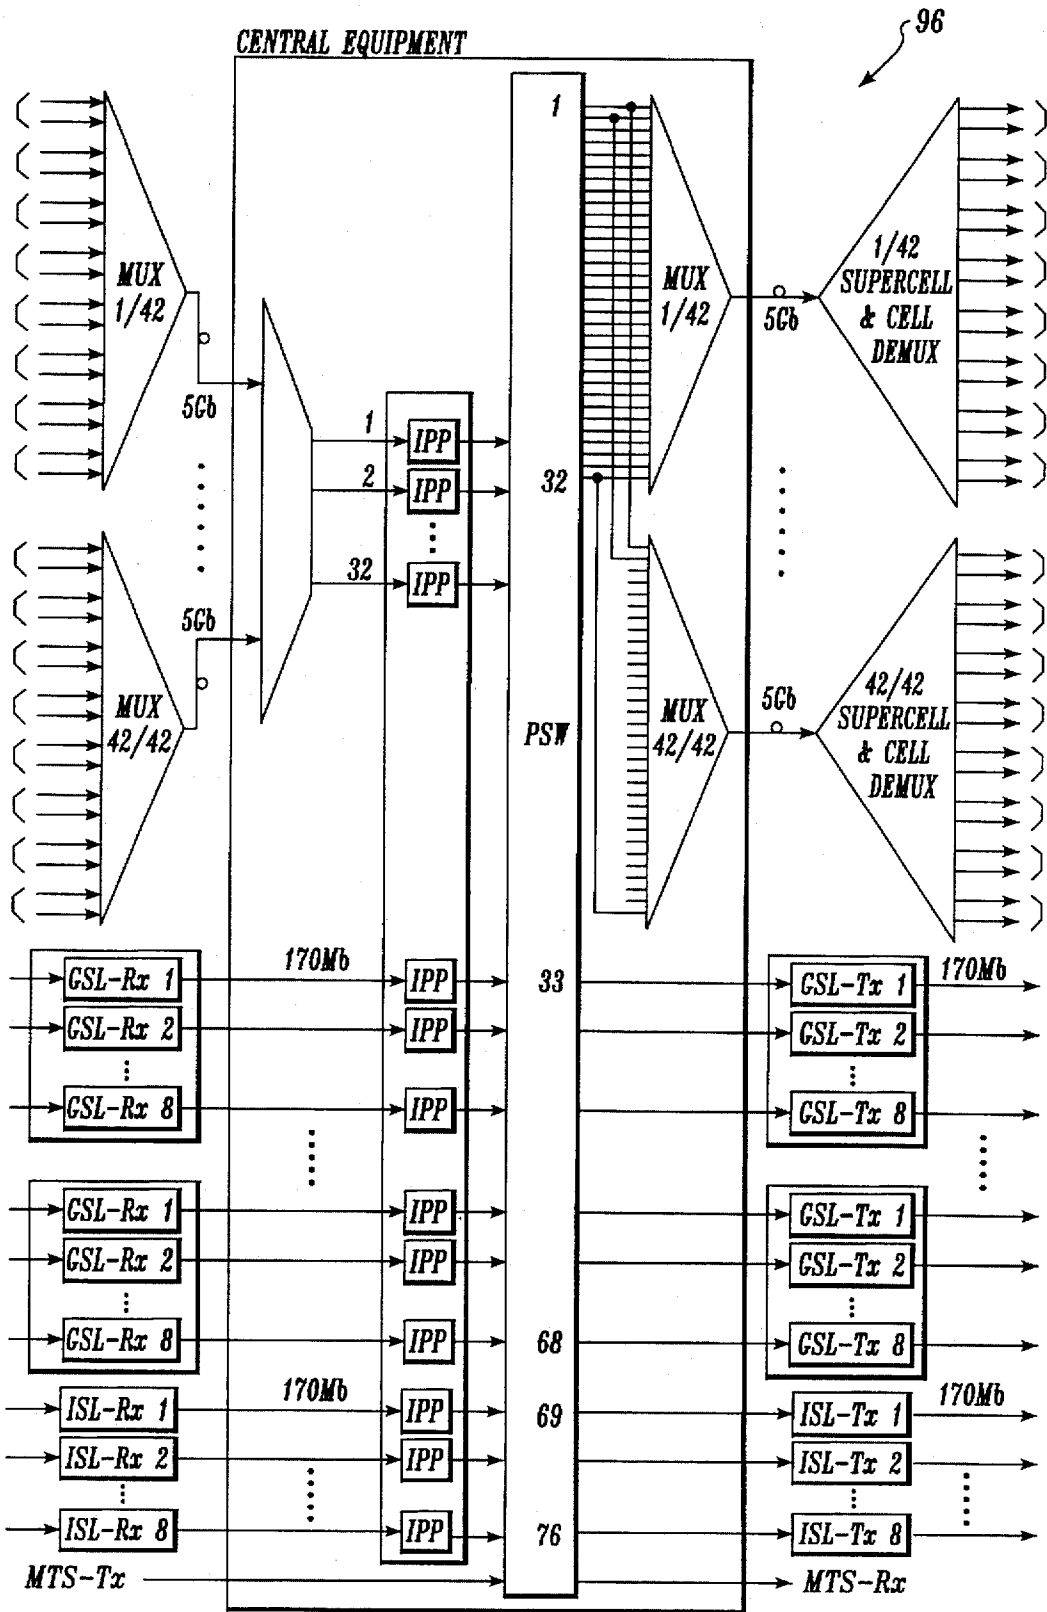 96
CENTRAL EQUIPMENT
MUX
1/42
5Gb
1
2
32
IPP
IPP
IPP
1
32
MUX
1/42
5Gb
1/42
SUPERCELL
& CELL
DEMUX
MUX
42/42
5Gb
PSW
MUX
42/42
5Gb
42/42
SUPERCELL
& CELL
DEMUX
GSL-Rx 1
170Mb
IPP
33
GSL-Tx 1
170Mb
GSL-Rx 2
IPP
GSL-Tx 2
GSL-Rx 8
IPP
GSL-Tx 8
GSL-Rx 1
IPP
GSL-Tx 1
GSL-Rx 2
IPP
GSL-Tx 2
GSL-Rx 8
IPP
68
GSL-Tx 8
ISL-Rx 1
170Mb
IPP
69
ISL-Tx 1
170Mb
ISL-Rx 2
IPP
ISL-Tx 2
ISL-Rx 8
IPP
76
ISL-Tx 8
MTS-Tx
MTS-Rx